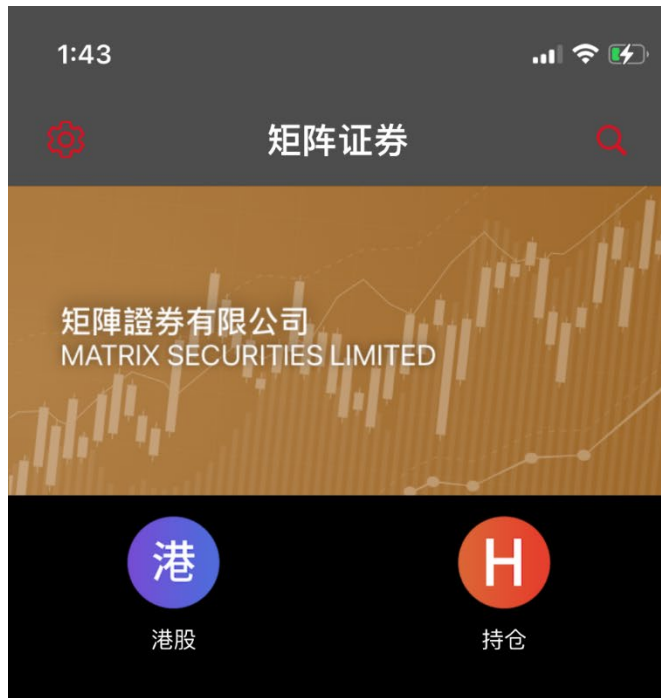 1:43
矩阵证券
矩陣證券有限公司
MATRIX SECURITIES LIMITED
港 H
港股 持仓